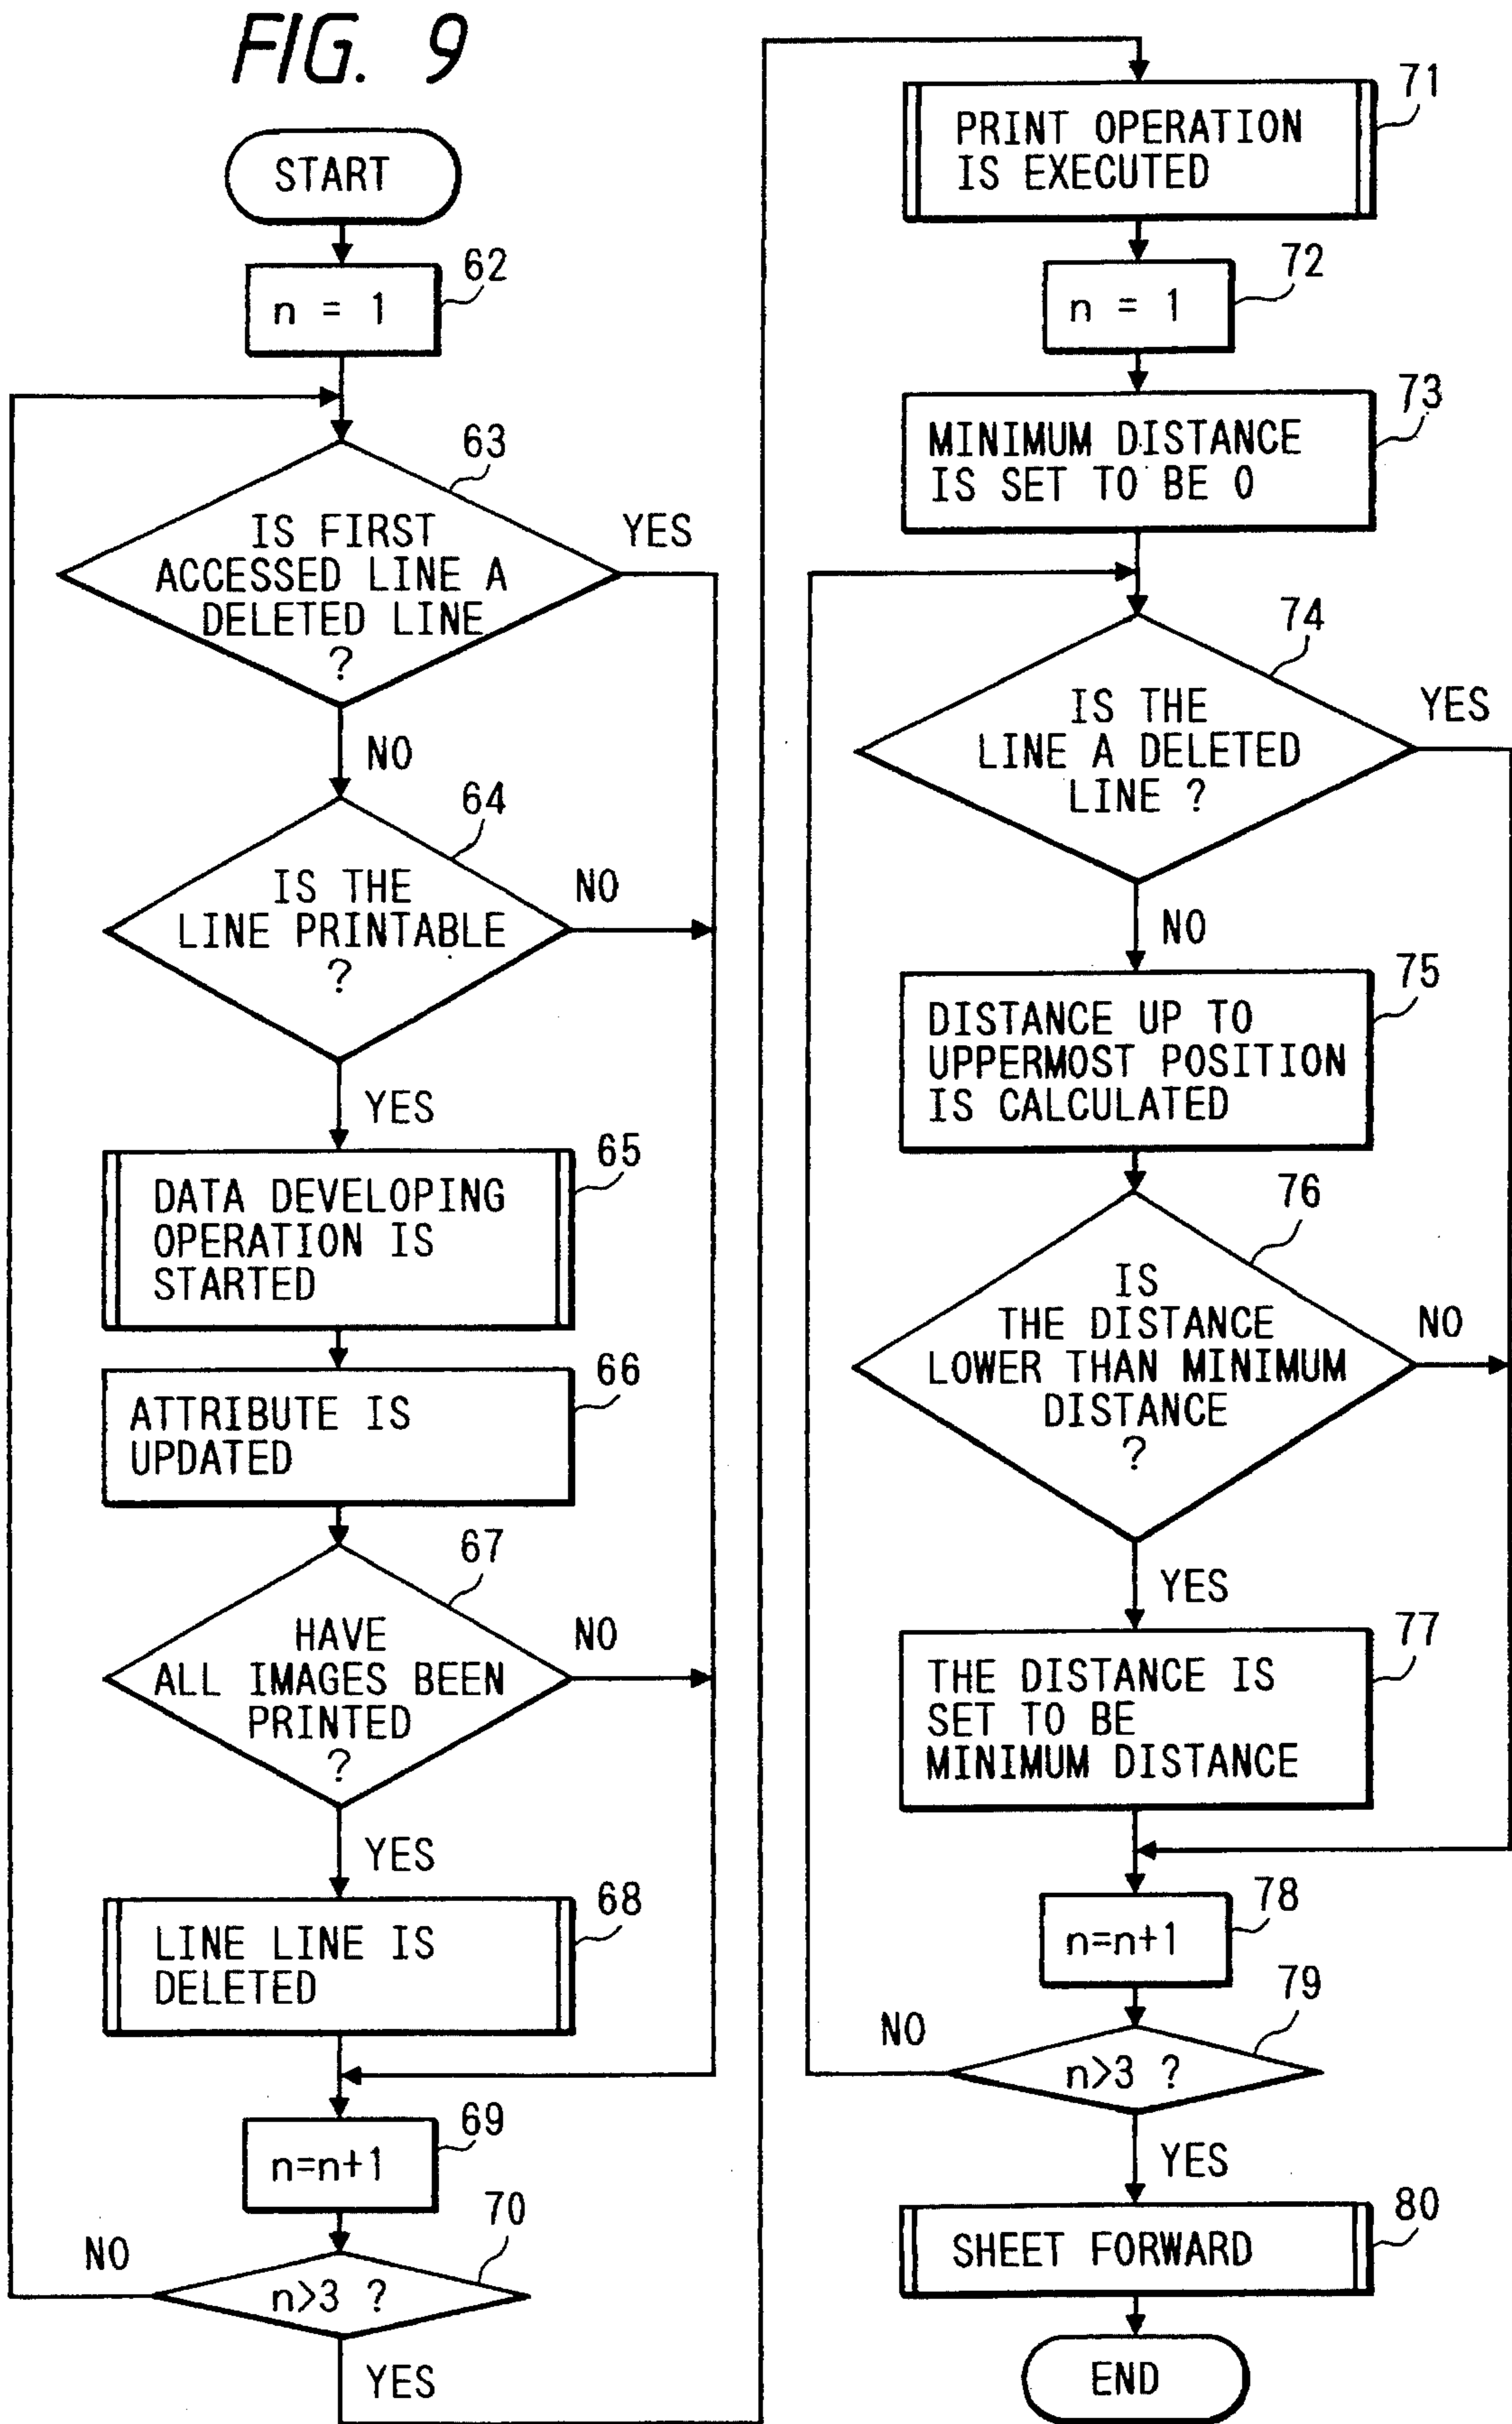 FIG. 9
START
62
n = 1
63
IS FIRST
ACCESSED LINE A
DELETED LINE
?
YES
NO
64
IS THE
LINE PRINTABLE
?
NO
YES
65
DATA DEVELOPING
OPERATION IS
STARTED
66
ATTRIBUTE IS
UPDATED
67
HAVE
ALL IMAGES BEEN
PRINTED
?
NO
YES
68
LINE LINE IS
DELETED
69
n=n+1
70
n>3 ?
NO
YES
71
PRINT OPERATION
IS EXECUTED
72
n = 1
73
MINIMUM DISTANCE
IS SET TO BE 0
74
IS THE
LINE A DELETED
LINE ?
YES
NO
75
DISTANCE UP TO
UPPERMOST POSITION
IS CALCULATED
76
IS
THE DISTANCE
LOWER THAN MINIMUM
DISTANCE
?
NO
YES
77
THE DISTANCE IS
SET TO BE
MINIMUM DISTANCE
78
n=n+1
79
n>3 ?
NO
YES
80
SHEET FORWARD
END